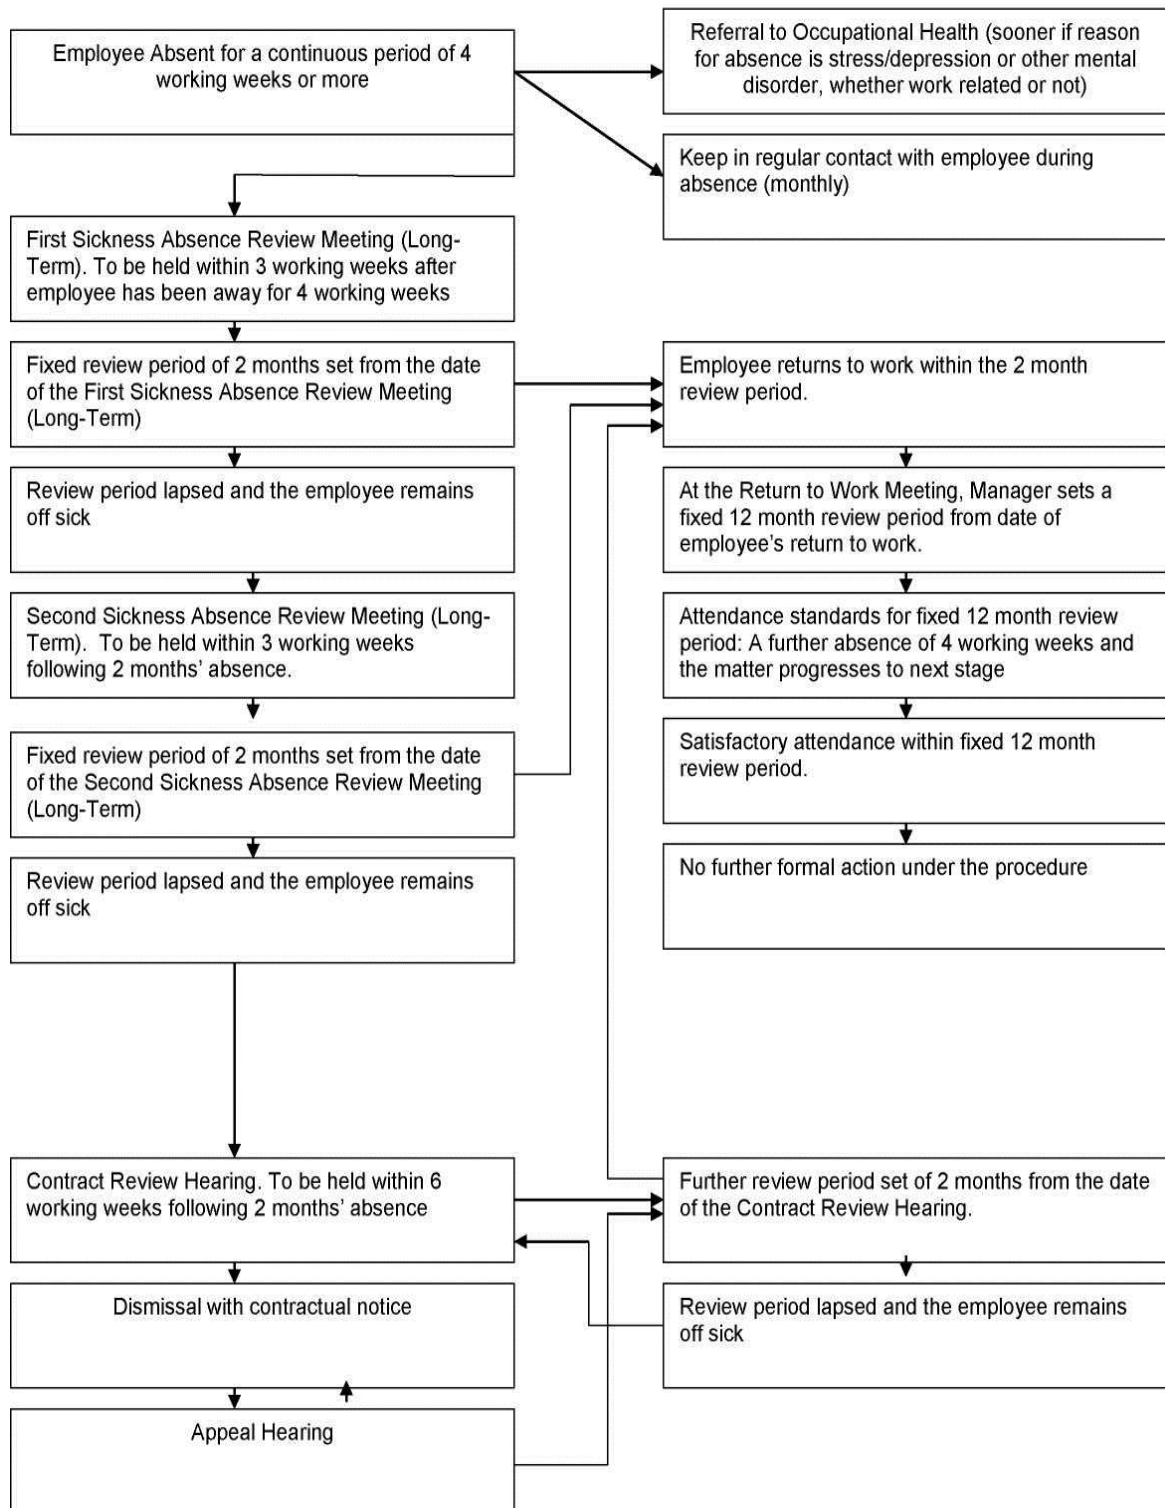 Employee Absent for a continuous period of 4
working weeks or more
Referral to Occupational Health (sooner if reason
for absence is stress/depression or other mental
disorder, whether work related or not)
Keep in regular contact with employee during
absence (monthly)
First Sickness Absence Review Meeting (Long-
Term). To be held within 3 working weeks after
employee has been away for 4 working weeks
Fixed review period of 2 months set from the date
of the First Sickness Absence Review Meeting
(Long-Term)
Employee returns to work within the 2 month
review period.
Review period lapsed and the employee remains
off sick
At the Return to Work Meeting, Manager sets a
fixed 12 month review period from date of
employee's return to work.
Second Sickness Absence Review Meeting (Long-
Term). To be held within 3 working weeks
following 2 months' absence.
Attendance standards for fixed 12 month review
period: A further absence of 4 working weeks and
the matter progresses to next stage
Fixed review period of 2 months set from the date
of the Second Sickness Absence Review Meeting
(Long-Term)
Satisfactory attendance within fixed 12 month
review period.
Review period lapsed and the employee remains
off sick
No further formal action under the procedure
Contract Review Hearing. To be held within 6
working weeks following 2 months' absence
Further review period set of 2 months from the date
of the Contract Review Hearing.
Dismissal with contractual notice
Review period lapsed and the employee remains
off sick
Appeal Hearing